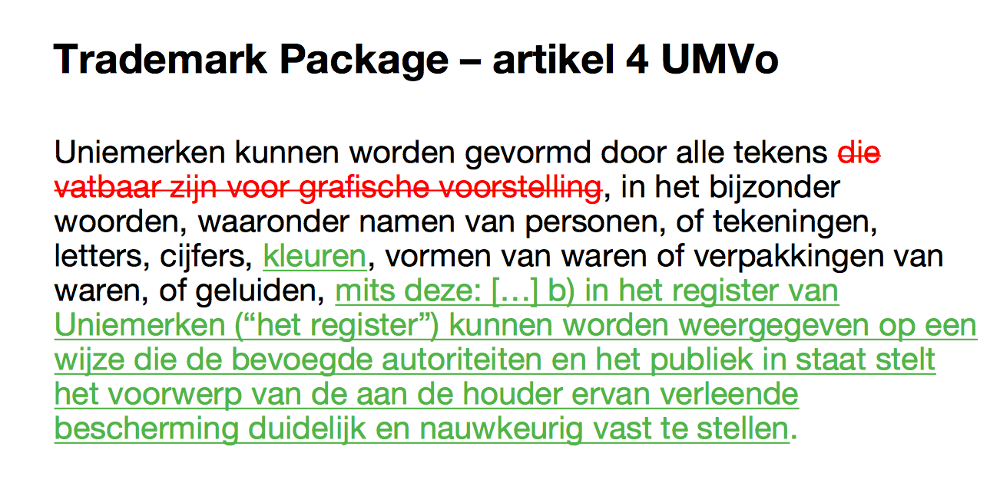 Trademark Package – artikel 4 UMVo
Uniemerken kunnen worden gevormd door alle tekens die
vatbaar zijn voor grafische voorstelling, in het bijzonder
woorden, waaronder namen van personen, of tekeningen,
letters, cijfers, kleuren, vormen van waren of verpakkingen van
waren, of geluiden, mits deze: […] b) in het register van
Uniemerken (“het register”) kunnen worden weergegeven op een
wijze die de bevoegde autoriteiten en het publiek in staat stelt
het voorwerp van de aan de houder ervan verleende
bescherming duidelijk en nauwkeurig vast te stellen.